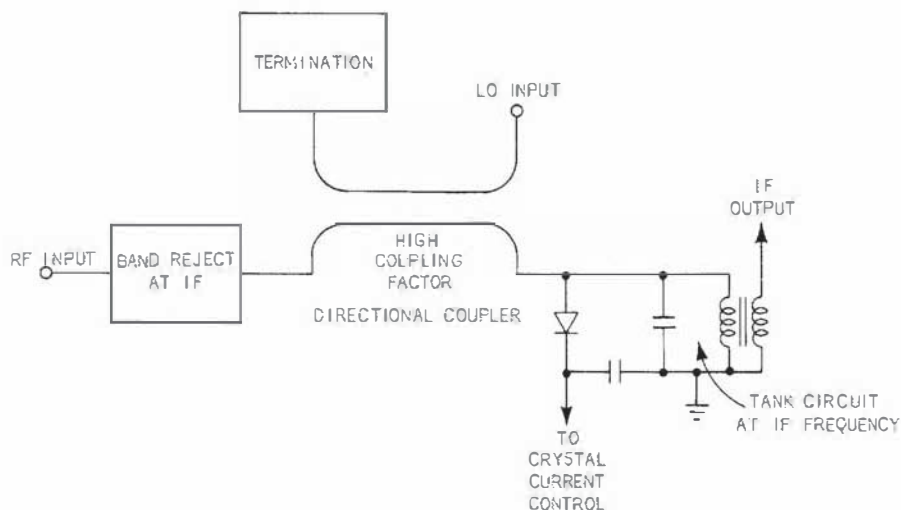 TERMINATION
LO INPUT
IF
OUTPUT
RF INPUT
BAND REJECT
AT IF
HIGH
COUPLING
FACTOR
DIRECTIONAL COUPLER
TANK CIRCUIT
AT IF FREQUENCY
TO
CRYSTAL
CURRENT
CONTROL